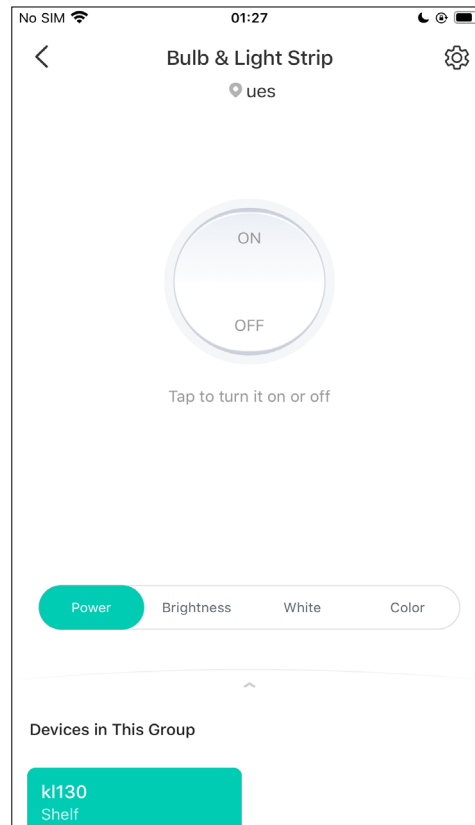 No SIM 01:27
Bulb & Light Strip
ues
ON
OFF
Tap to turn it on or off
Power Brightness White Color
Devices in This Group
kl130
Shelf